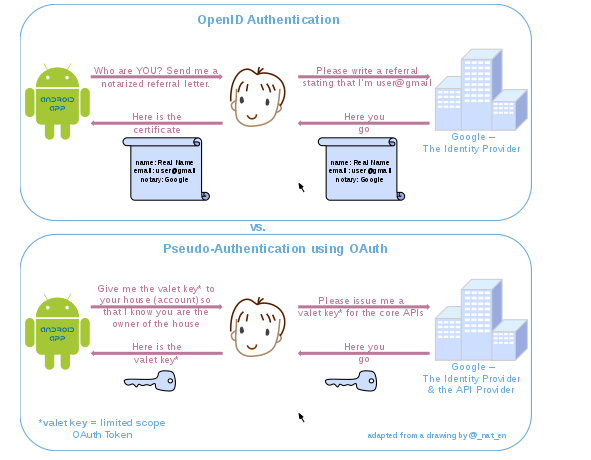 OpenID Authentication
Who are YOU? Send me a
notarized referral letter.
Please write a referral
stating that I'm user@gmail
ANDROID
APP
Here is the
certificate
Here you
go
name: Real Name
email: user@gmail
notary: Google
name: Real Name
email: user@gmail
notary: Google
Google –
The Identity Provider
vs.
Pseudo-Authentication using OAuth
Give me the valet key* to
your house (account) so
that I know you are the
owner of the house
Please issue me a
valet key* for the core APIs
ANDROID
APP
Here is the
valet key*
Here you
go
Google –
The Identity Provider
& the API Provider
*valet key = limited scope
OAuth Token
adapted from a drawing by @_nat_en